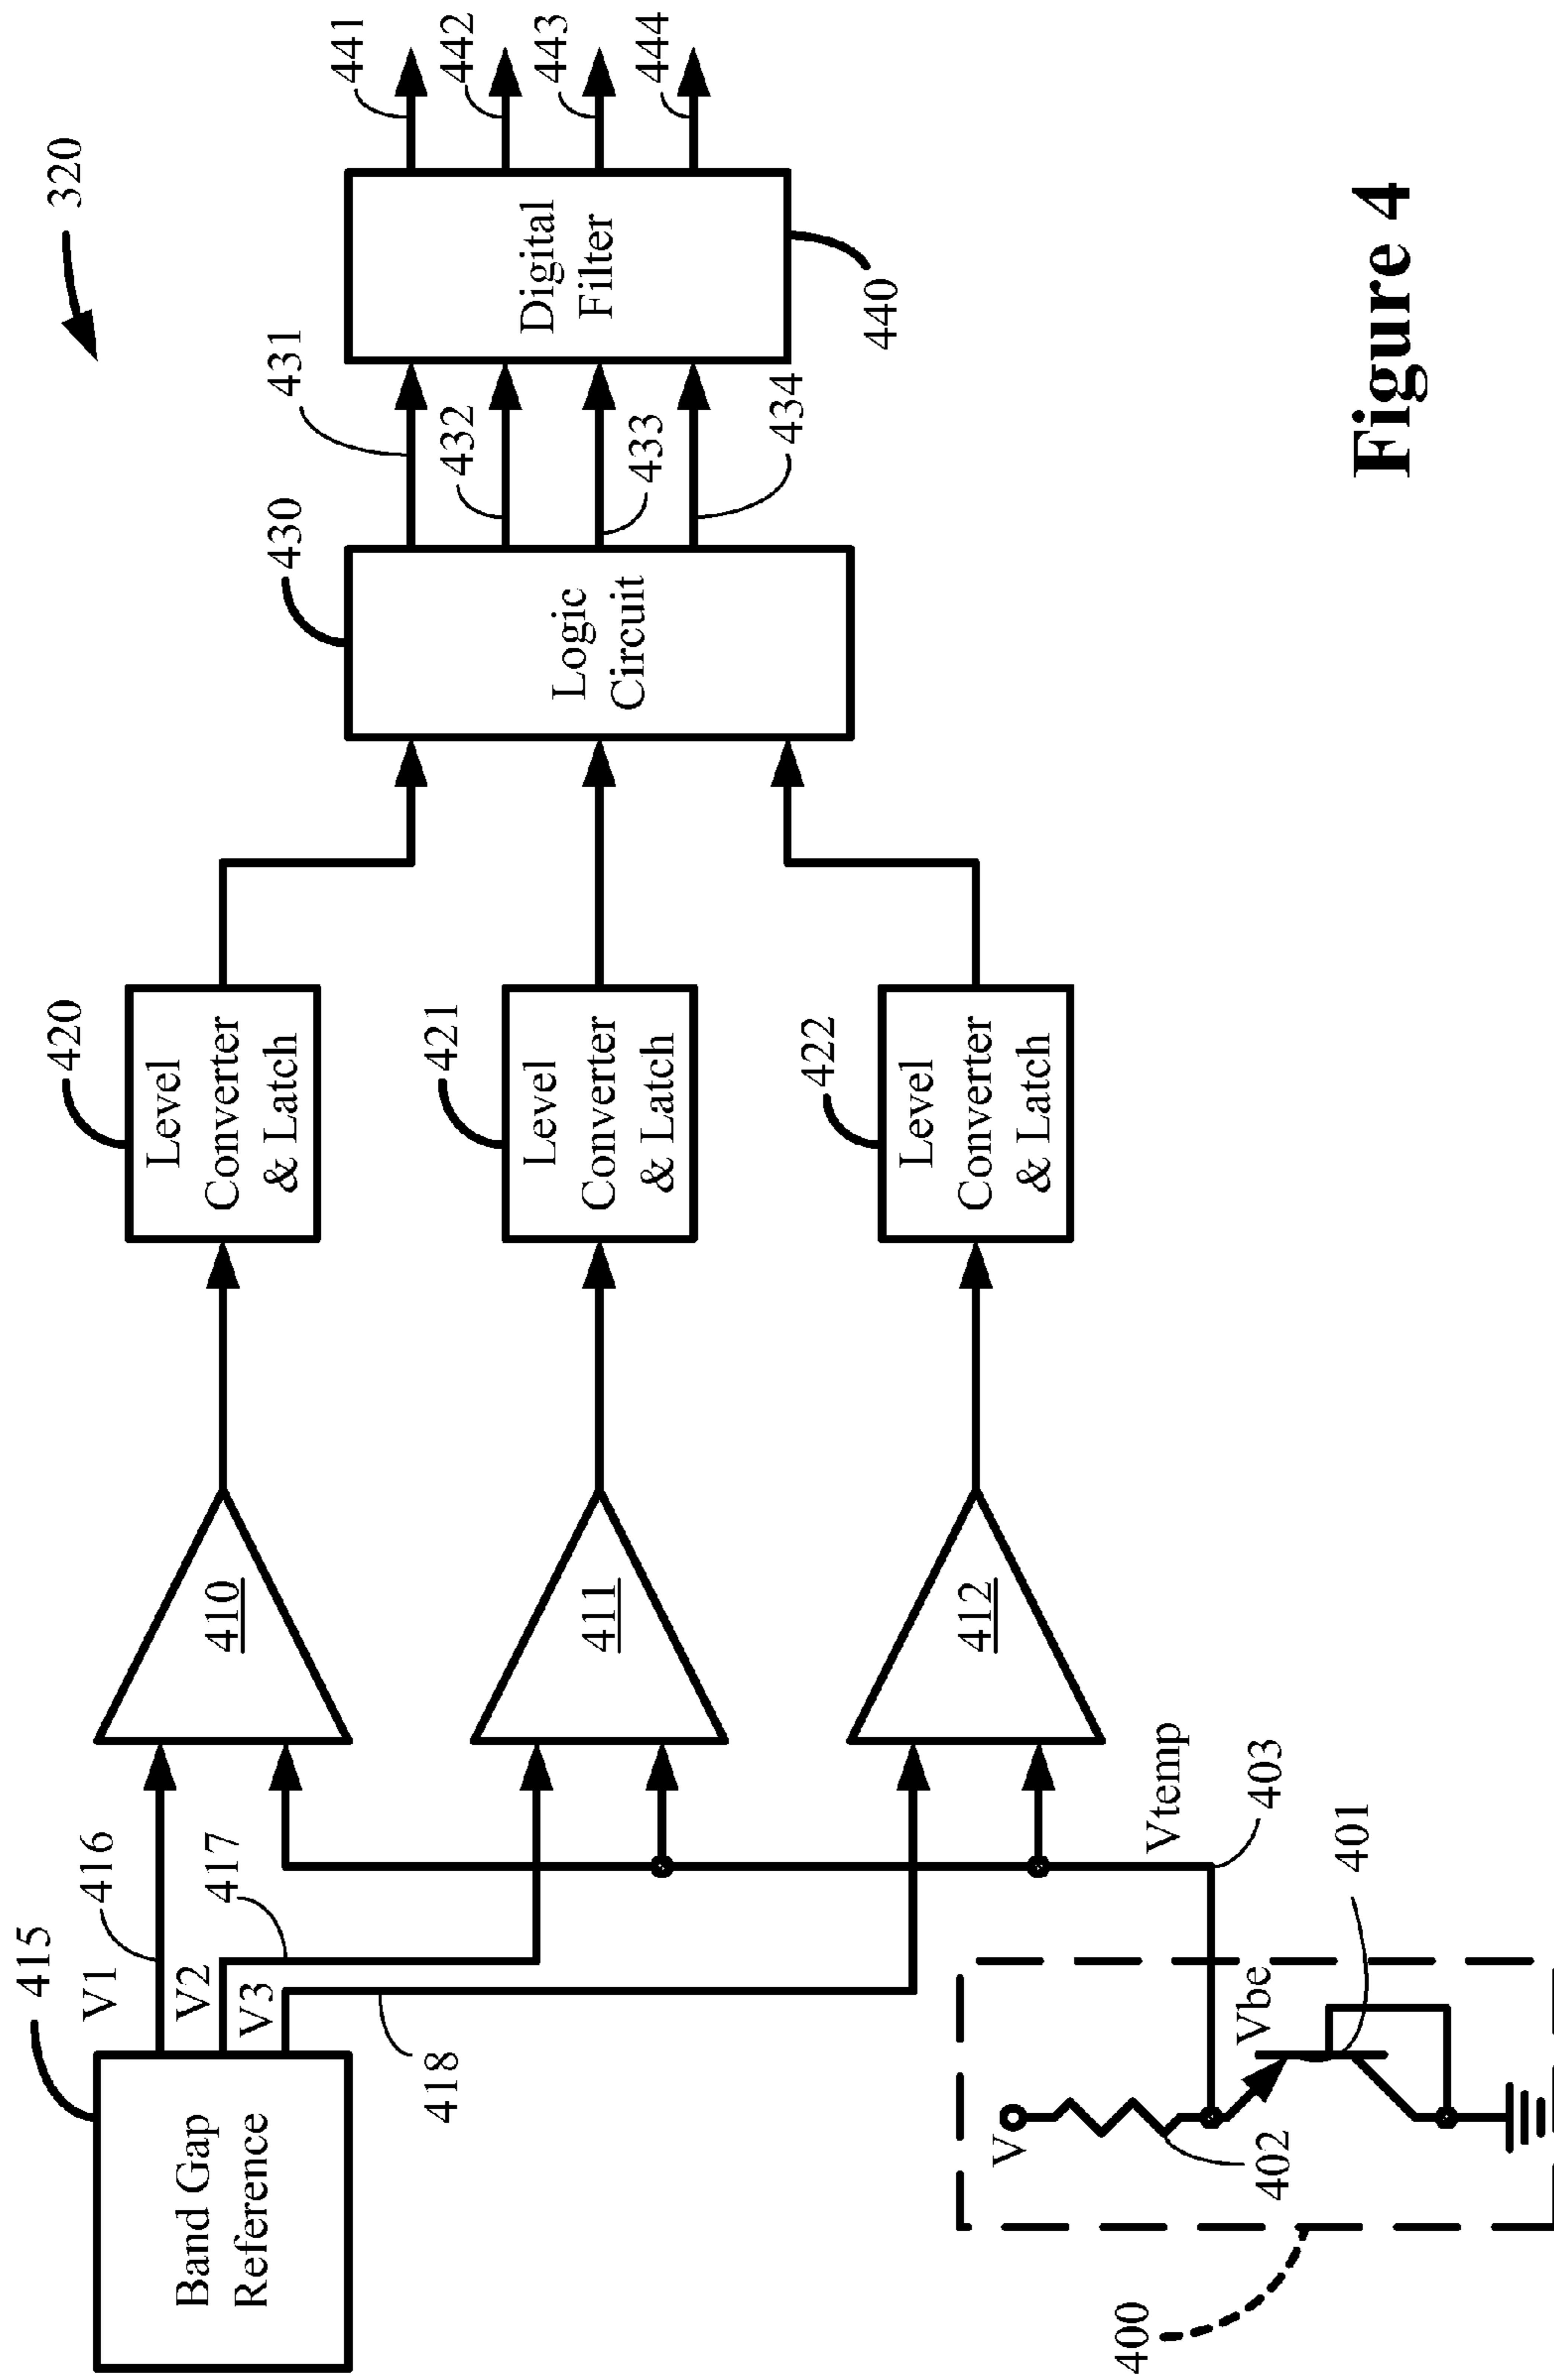 320
415
Band Gap
Reference
V1
416
V2
417
V3
418
410
411
412
420
Level
Converter
& Latch
421
Level
Converter
& Latch
422
Level
Converter
& Latch
430
Logic
Circuit
431
432
433
434
Digital
Filter
440
441
442
443
444
Vtemp
403
400
V
402
Vbe
401
Figure 4